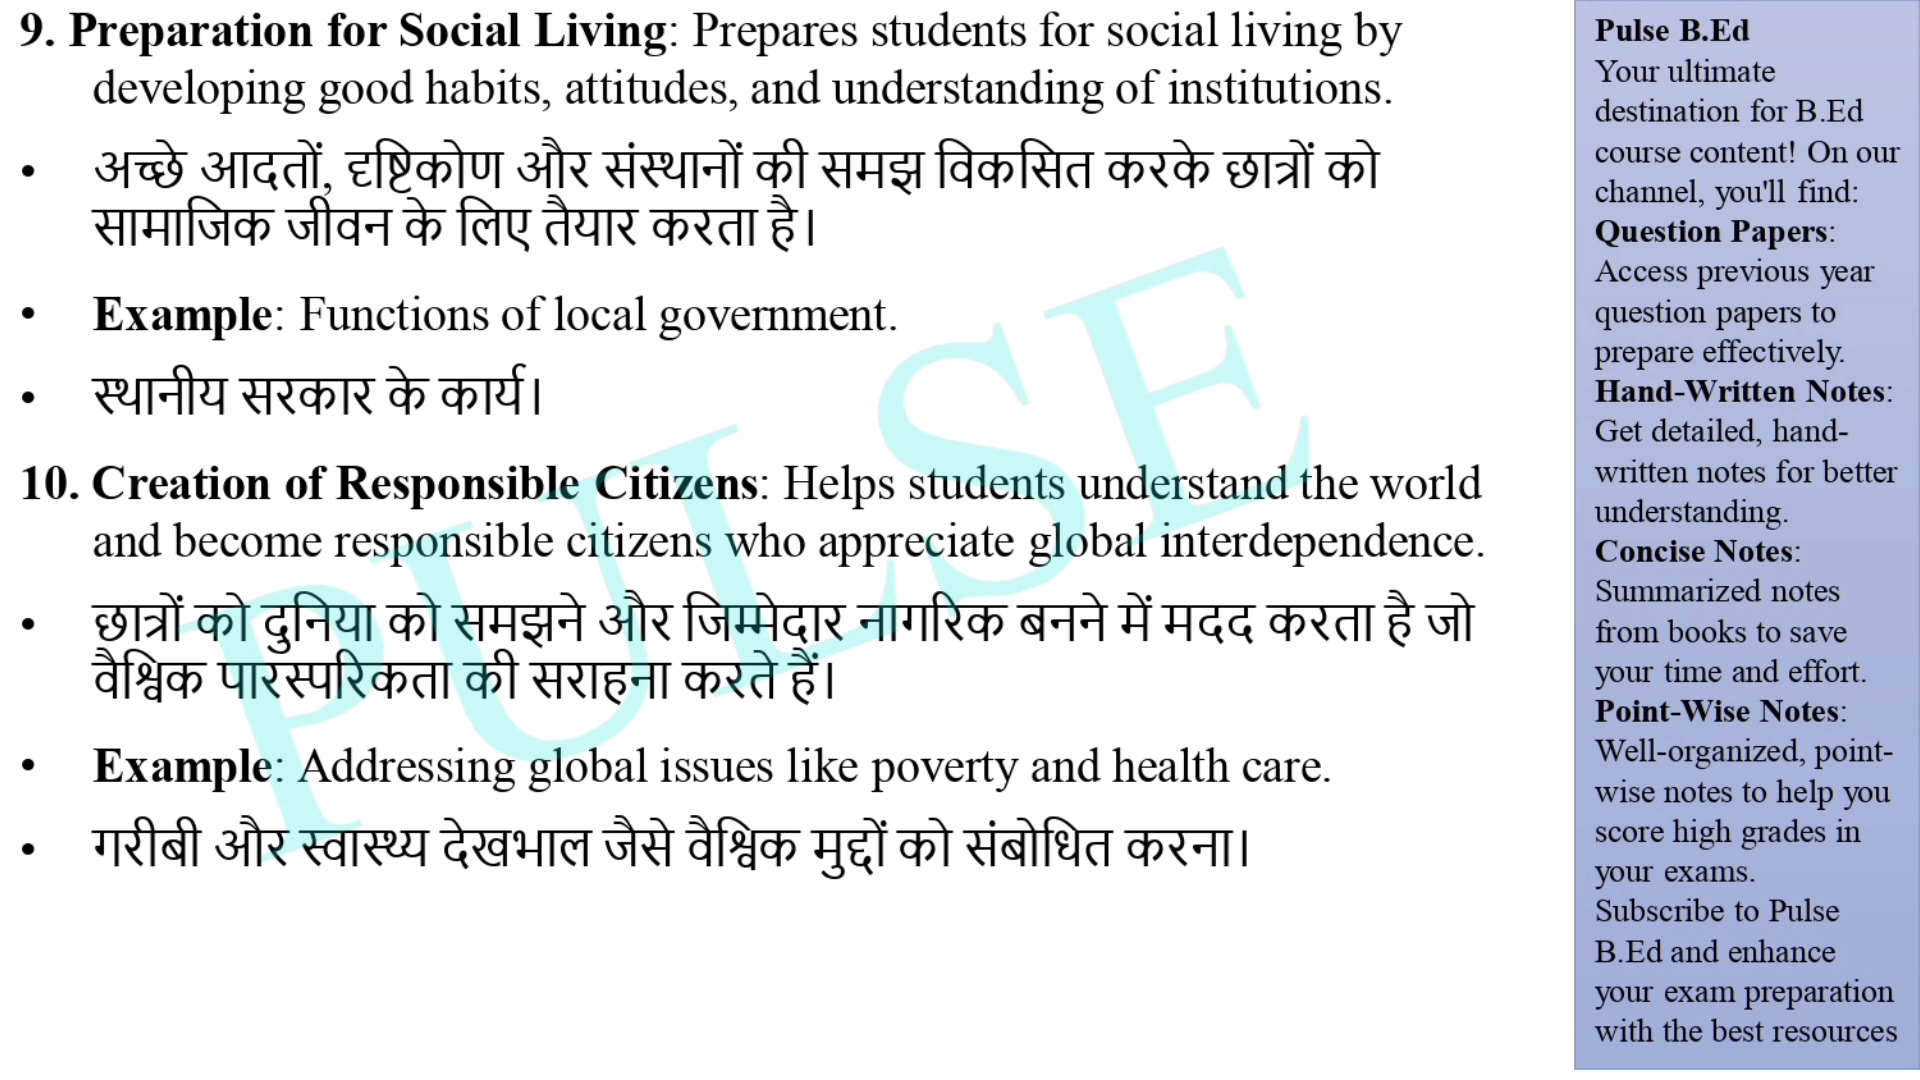 9. Preparation for Social Living: Prepares students for social living by
developing good habits, attitudes, and understanding of institutions.
• अच्छे आदतों, दृष्टिकोण और संस्थानों की समझ विकसित करके छात्रों को
सामाजिक जीवन के लिए तैयार करता है।
• Example: Functions of local government.
• स्थानीय सरकार के कार्य।
10. Creation of Responsible Citizens: Helps students understand the world
and become responsible citizens who appreciate global interdependence.
• छात्रों को दुनिया को समझने और जिम्मेदार नागरिक बनने में मदद करता है जो
वैश्विक पारस्परिकता की सराहना करते हैं।
• Example: Addressing global issues like poverty and health care.
• गरीबी और स्वास्थ्य देखभाल जैसे वैश्विक मुद्दों को संबोधित करना।
PULSE
Pulse B.Ed
Your ultimate
destination for B.Ed
course content! On our
channel, you'll find:
Question Papers:
Access previous year
question papers to
prepare effectively.
Hand-Written Notes:
Get detailed, hand-
written notes for better
understanding.
Concise Notes:
Summarized notes
from books to save
your time and effort.
Point-Wise Notes:
Well-organized, point-
wise notes to help you
score high grades in
your exams.
Subscribe to Pulse
B.Ed and enhance
your exam preparation
with the best resources